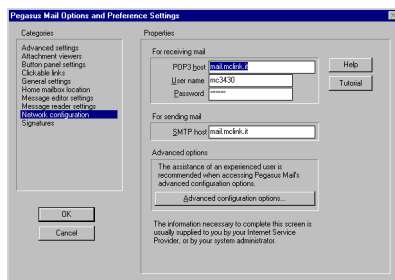 Pegasus Mail Options and Preference Settings
Categories
Advanced settings
Attachment viewers
Button panel settings
Clickable links
General settings
Home mailbox location
Message editor settings
Message reader settings
Network configuration
Signatures
OK
Cancel
Properties
For receiving mail
POP3 host mail.mclink.it
User name mc3430
Password
For sending mail
SMTP host mail.mclink.it
Advanced options
The assistance of an experienced user is
recommended when accessing Pegasus Mail's
advanced configuration options.
Advanced configuration options...
The information necessary to complete this screen is
usually supplied to you by your Internet Service
Provider, or by your system administrator.
Help
Tutorial